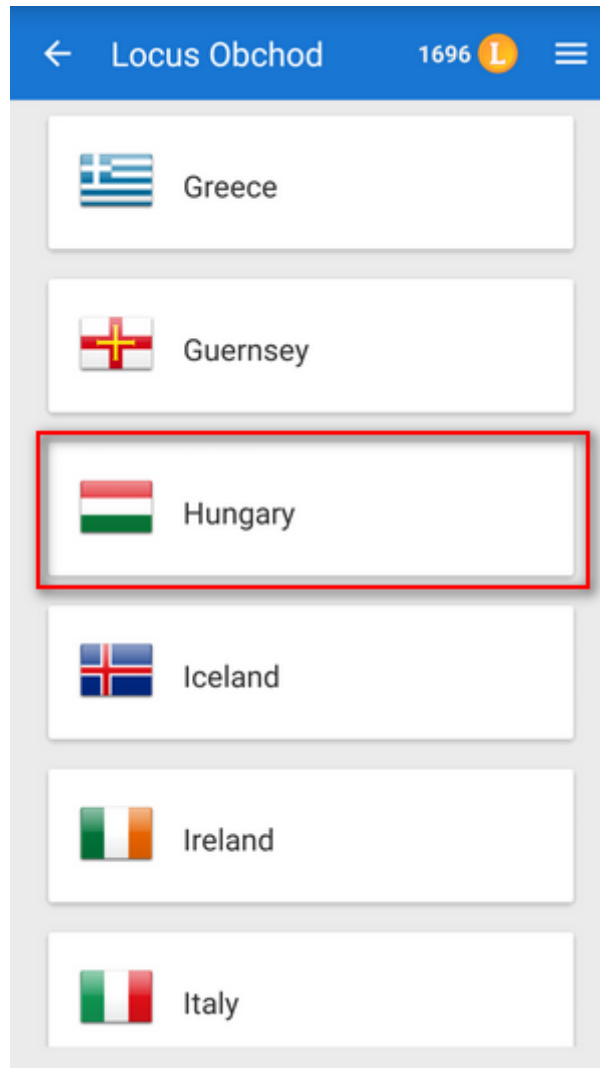 Locus Obchod 1696 L
Greece
Guernsey
Hungary
Iceland
Ireland
Italy